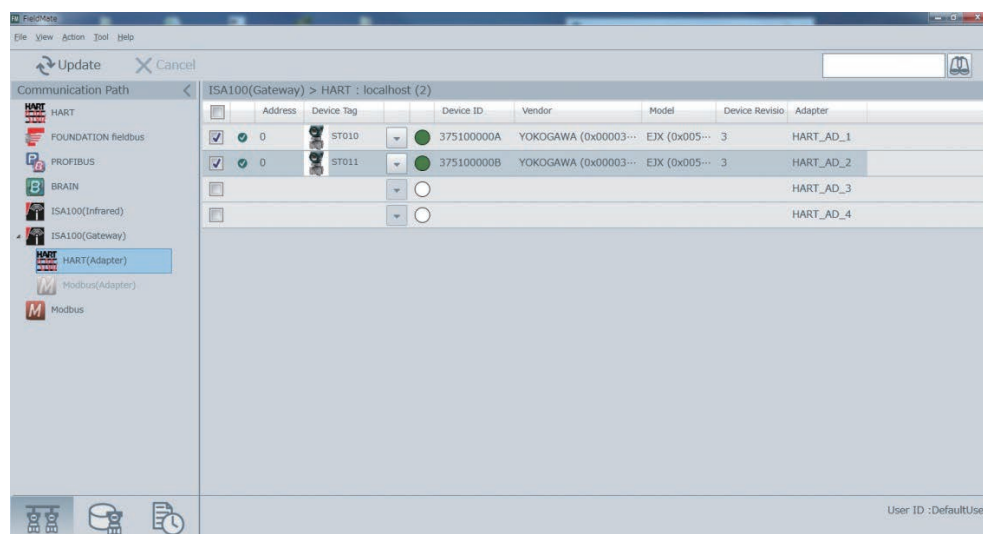 FieldMate
File View Action Tool Help
Update Cancel
Communication Path
ISA100(Gateway) > HART : localhost (2)
HART
FOUNDATION fieldbus
PROFIBUS
BRAIN
ISA100(Infrared)
ISA100(Gateway)
HART(Adapter)
Modbus(Adapter)
Modbus
Address Device Tag Device ID Vendor Model Device Revisio Adapter
0 ST010 375100000A YOKOGAWA (0x00003··· EJX (0x005··· 3 HART_AD_1
0 ST011 375100000B YOKOGAWA (0x00003··· EJX (0x005··· 3 HART_AD_2
HART_AD_3
HART_AD_4
User ID :DefaultUse